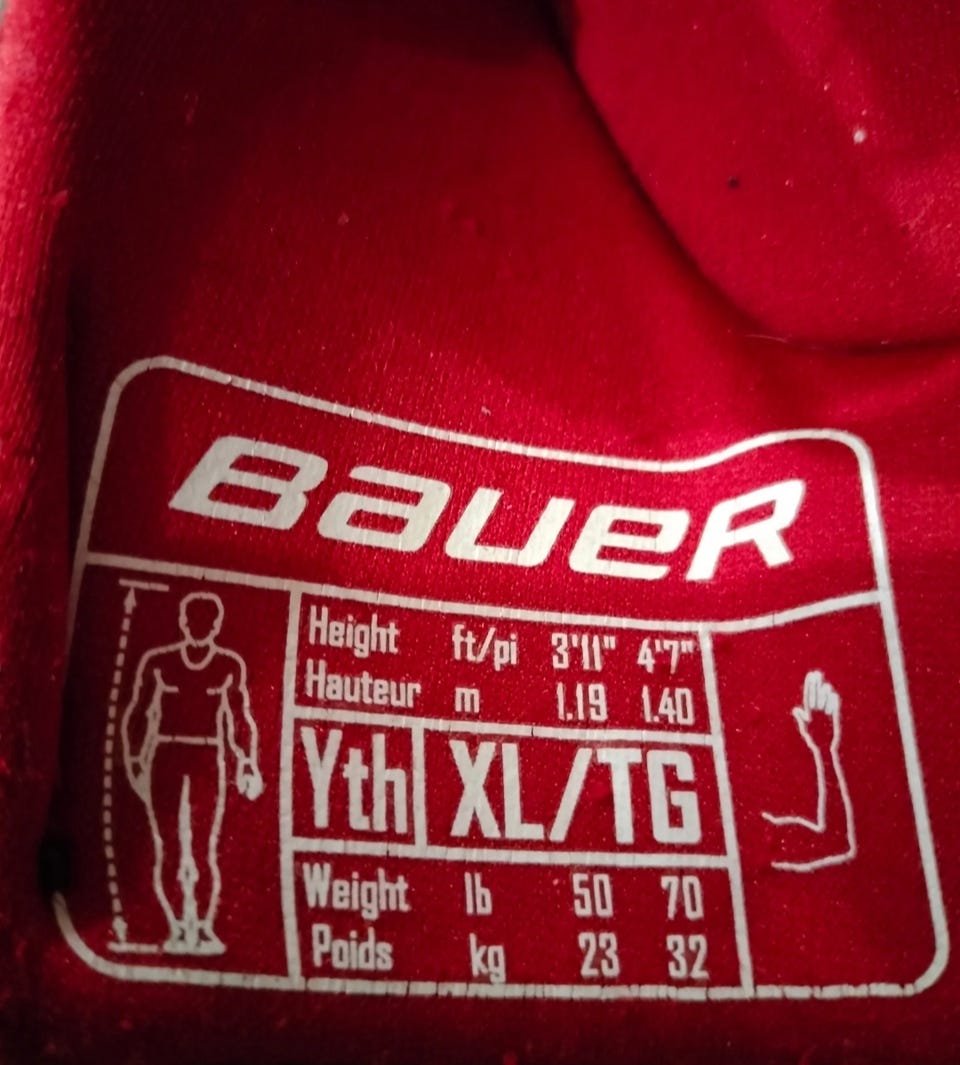 BaueR
Height ft/pi 3'11" 4'7"
Hauteur m 1.19 1.40
Yth XL/TG
Weight lb 50 70
Poids kg 23 32